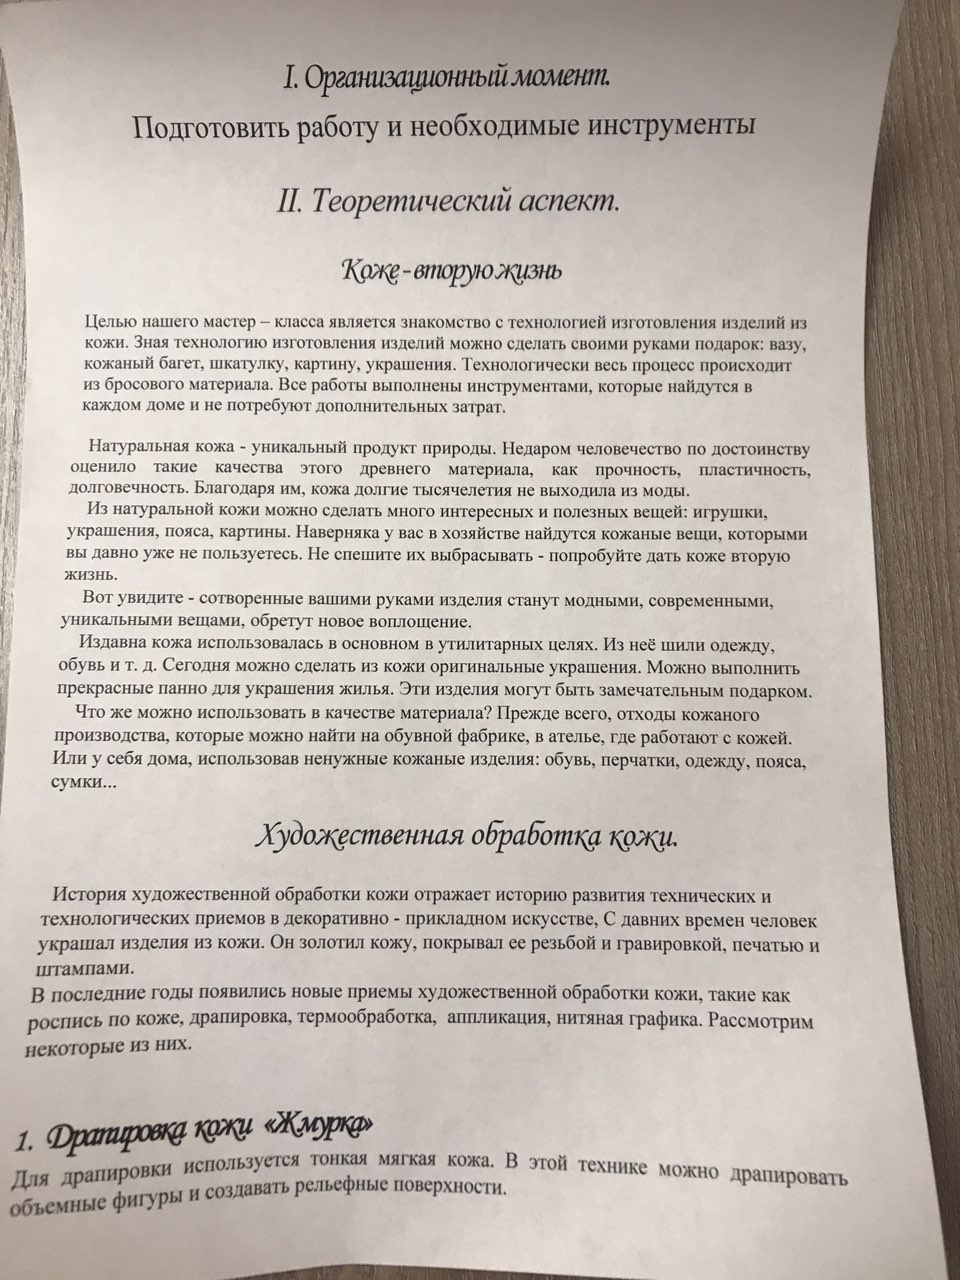 I. Организационный момент.
Подготовить работу и необходимые инструменты
II. Теоретический аспект.
Коже - вторую жизнь
Целью нашего мастер – класса является знакомство с технологией изготовления изделий из
кожи. Зная технологию изготовления изделий можно сделать своими руками подарок: вазу,
кожаный багет, шкатулку, картину, украшения. Технологически весь процесс происходит
из бросового материала. Все работы выполнены инструментами, которые найдутся в
каждом доме и не потребуют дополнительных затрат.
Натуральная кожа - уникальный продукт природы. Недаром человечество по достоинству
оценило такие качества этого древнего материала, как прочность, пластичность,
долговечность. Благодаря им, кожа долгие тысячелетия не выходила из моды.
Из натуральной кожи можно сделать много интересных и полезных вещей: игрушки,
украшения, пояса, картины. Наверняка у вас в хозяйстве найдутся кожаные вещи, которыми
вы давно уже не пользуетесь. Не спешите их выбрасывать - попробуйте дать коже вторую
жизнь.
Вот увидите - сотворенные вашими руками изделия станут модными, современными,
уникальными вещами, обретут новое воплощение.
Издавна кожа использовалась в основном в утилитарных целях. Из неё шили одежду,
обувь и т. д. Сегодня можно сделать из кожи оригинальные украшения. Можно выполнить
прекрасные панно для украшения жилья. Эти изделия могут быть замечательным подарком.
Что же можно использовать в качестве материала? Прежде всего, отходы кожаного
производства, которые можно найти на обувной фабрике, в ателье, где работают с кожей.
Или у себя дома, использовав ненужные кожаные изделия: обувь, перчатки, одежду, пояса,
сумки...
Художественная обработка кожи.
История художественной обработки кожи отражает историю развития технических и
технологических приемов в декоративно - прикладном искусстве, С давних времен человек
украшал изделия из кожи. Он золотил кожу, покрывал ее резьбой и гравировкой, печатью и
штампами.
В последние годы появились новые приемы художественной обработки кожи, такие как
роспись по коже, драпировка, термообработка, аппликация, нитяная графика. Рассмотрим
некоторые из них.
1. Драпировка кожи «Жмурка»
Для драпировки используется тонкая мягкая кожа. В этой технике можно драпировать
объемные фигуры и создавать рельефные поверхности.